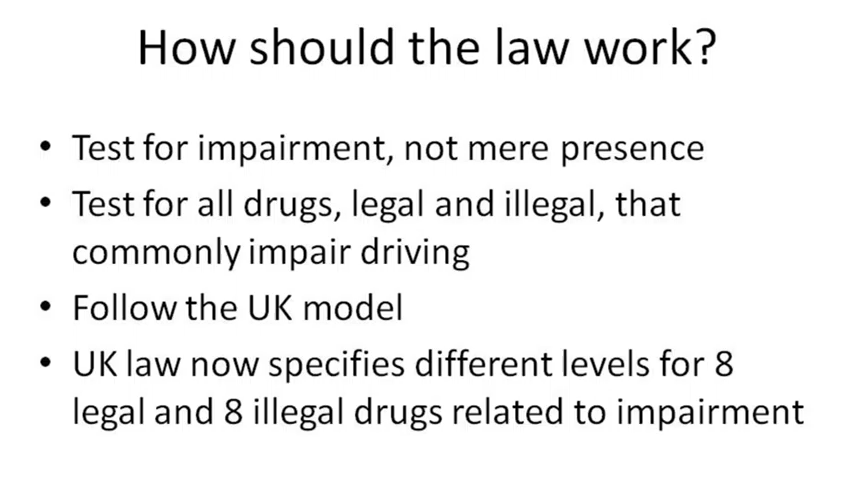 How should the law work?
• Test for impairment, not mere presence
• Test for all drugs, legal and illegal, that
commonly impair driving
• Follow the UK model
• UK law now specifies different levels for 8
legal and 8 illegal drugs related to impairment